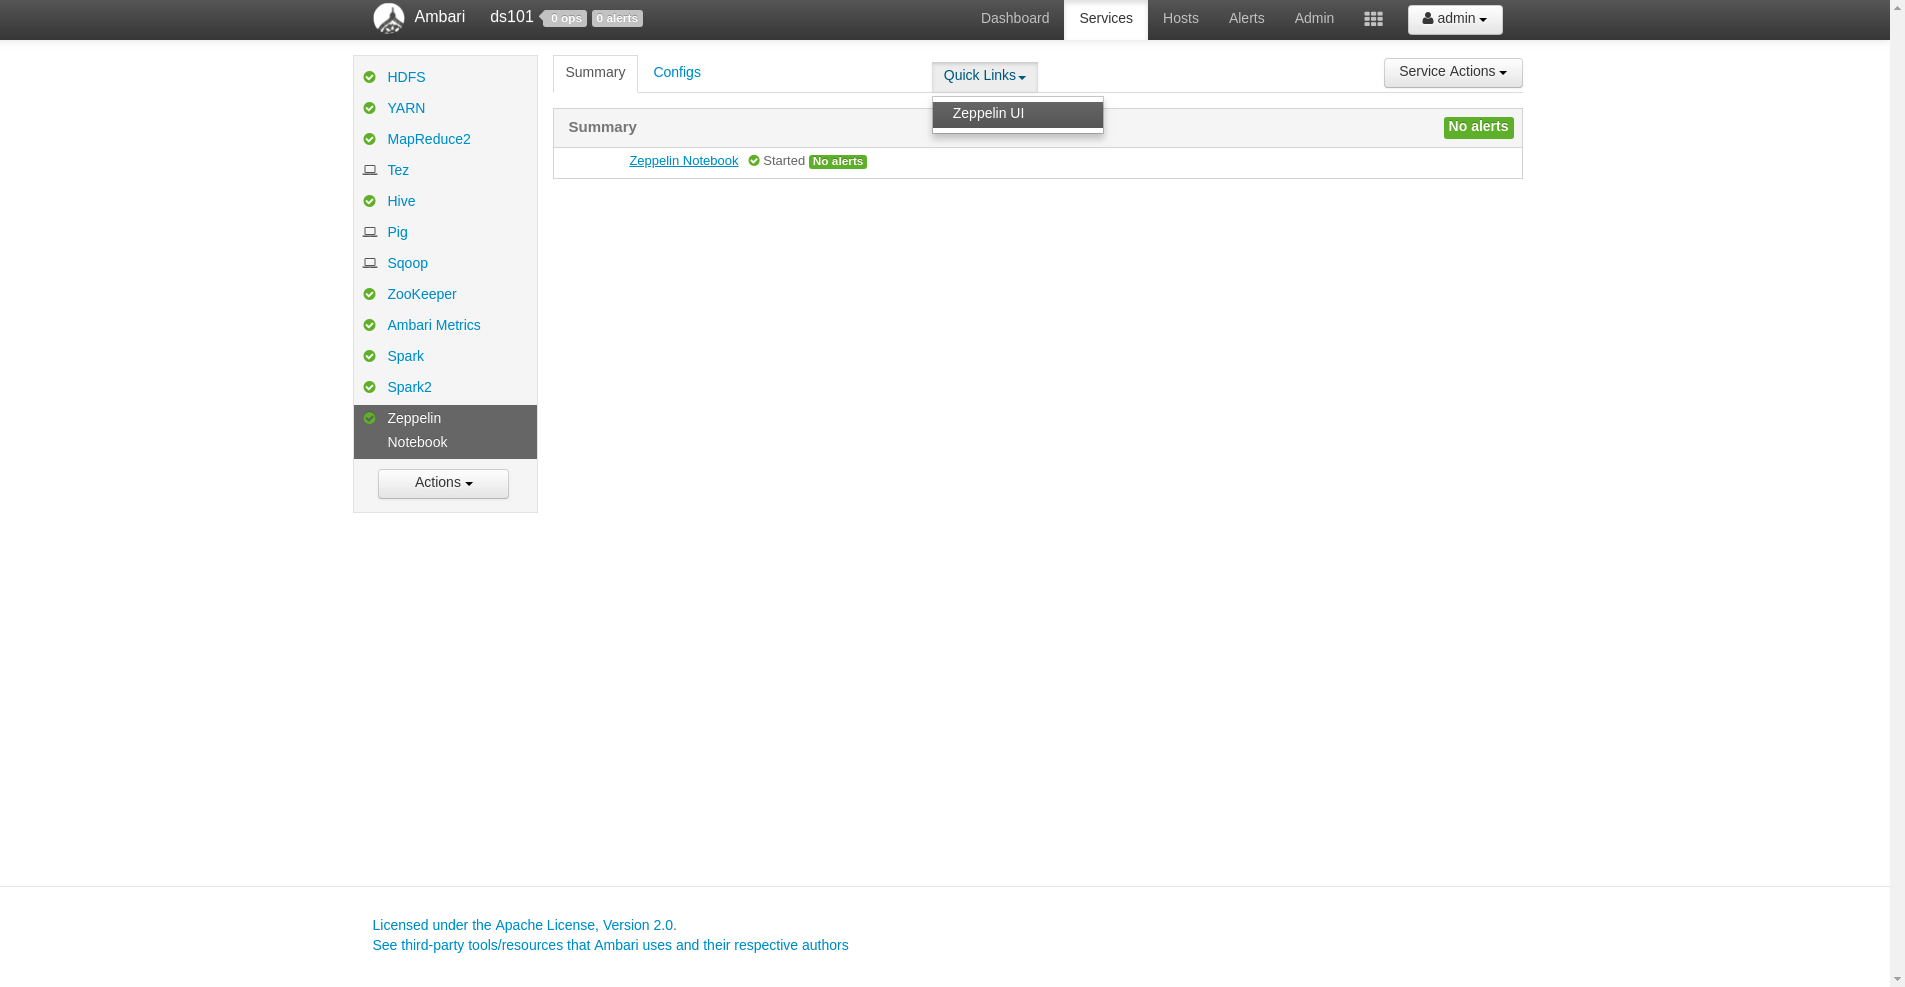 Ambari ds101 0 ops 0 alerts Dashboard Services Hosts Alerts Admin admin
HDFS
YARN
MapReduce2
Tez
Hive
Pig
Sqoop
ZooKeeper
Ambari Metrics
Spark
Spark2
Zeppelin
Notebook
Actions
Summary Configs Quick Links Service Actions
Zeppelin UI
Summary No alerts
Zeppelin Notebook Started No alerts
Licensed under the Apache License, Version 2.0.
See third-party tools/resources that Ambari uses and their respective authors